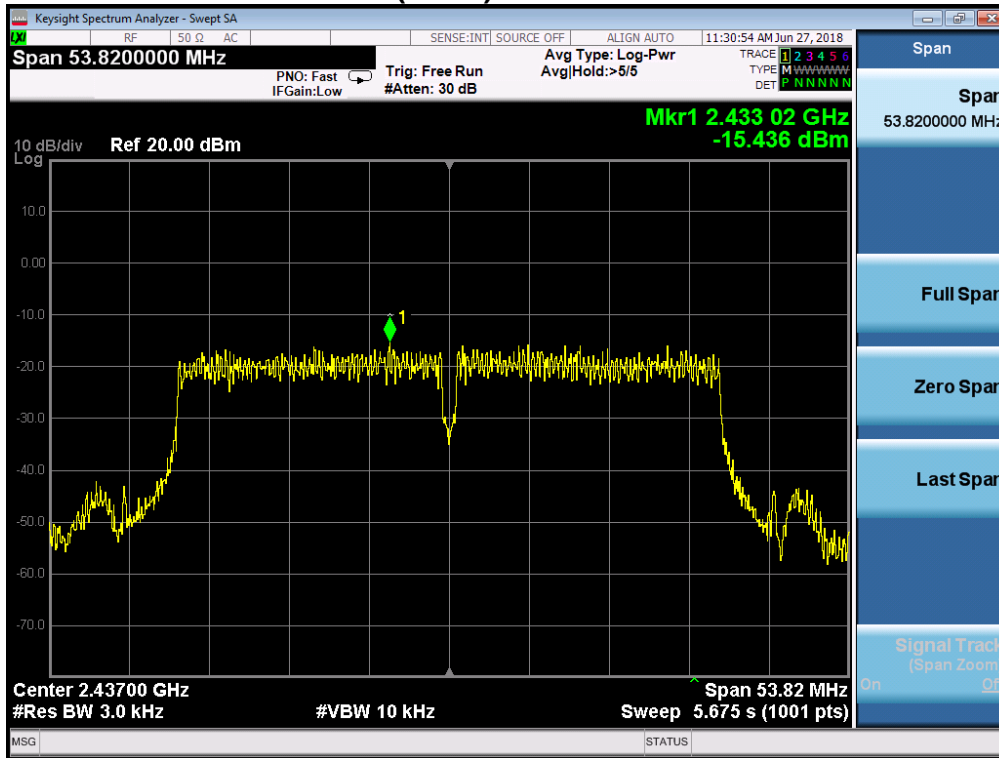 Keysight Spectrum Analyzer - Swept SA
LXI RF 50 Ω AC SENSE:INT SOURCE OFF ALIGN AUTO 11:30:54 AM Jun 27, 2018
Span 53.8200000 MHz
PNO: Fast
IFGain:Low
Trig: Free Run
#Atten: 30 dB
Avg Type: Log-Pwr
Avg|Hold:>5/5
TRACE 1 2 3 4 5 6
TYPE M WWWWW
DET P N N N N N
Mkr1 2.433 02 GHz
-15.436 dBm
10 dB/div Ref 20.00 dBm
Log
10.0
0.00
-10.0
1
-20.0
-30.0
-40.0
-50.0
-60.0
-70.0
Center 2.43700 GHz Span 53.82 MHz
#Res BW 3.0 kHz #VBW 10 kHz Sweep 5.675 s (1001 pts)
MSG STATUS
Span
Span
53.8200000 MHz
Full Span
Zero Span
Last Span
Signal Track
(Span Zoom)
On Off